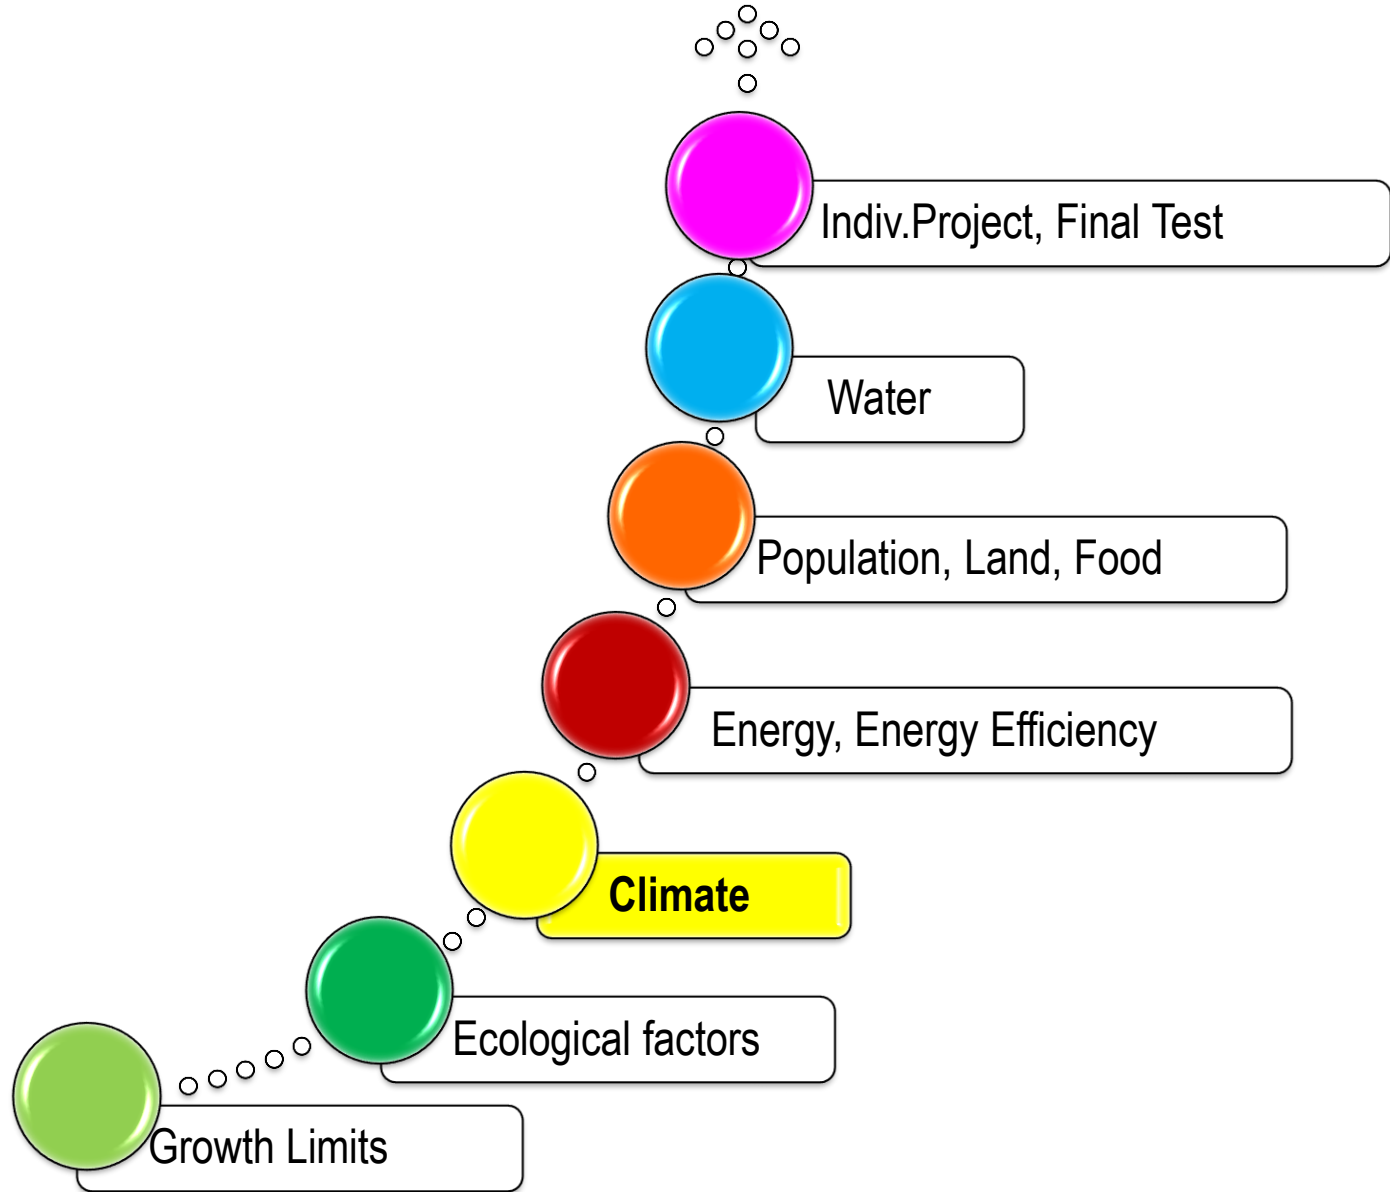 Indiv.Project, Final Test
Water
Population, Land, Food
Energy, Energy Efficiency
Climate
Ecological factors
Growth Limits